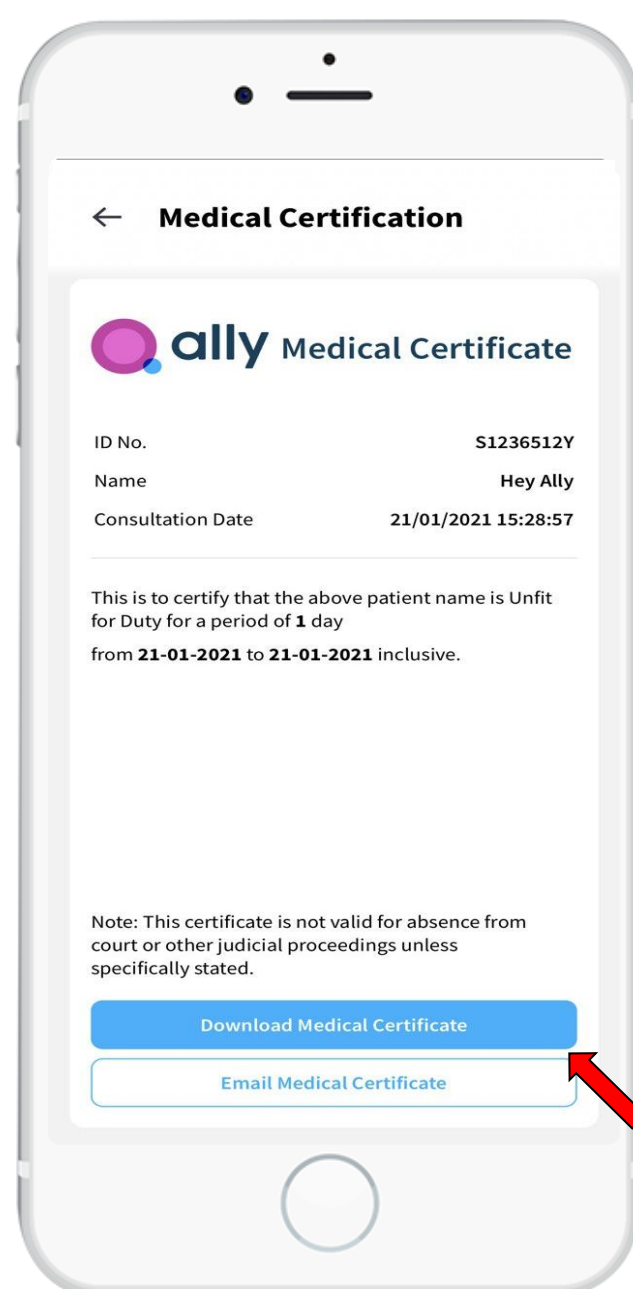 Medical Certification
ally Medical Certificate
ID No. S1236512Y
Name Hey Ally
Consultation Date 21/01/2021 15:28:57
This is to certify that the above patient name is Unfit
for Duty for a period of 1 day
from 21-01-2021 to 21-01-2021 inclusive.
Note: This certificate is not valid for absence from
court or other judicial proceedings unless
specifically stated.
Download Medical Certificate
Email Medical Certificate